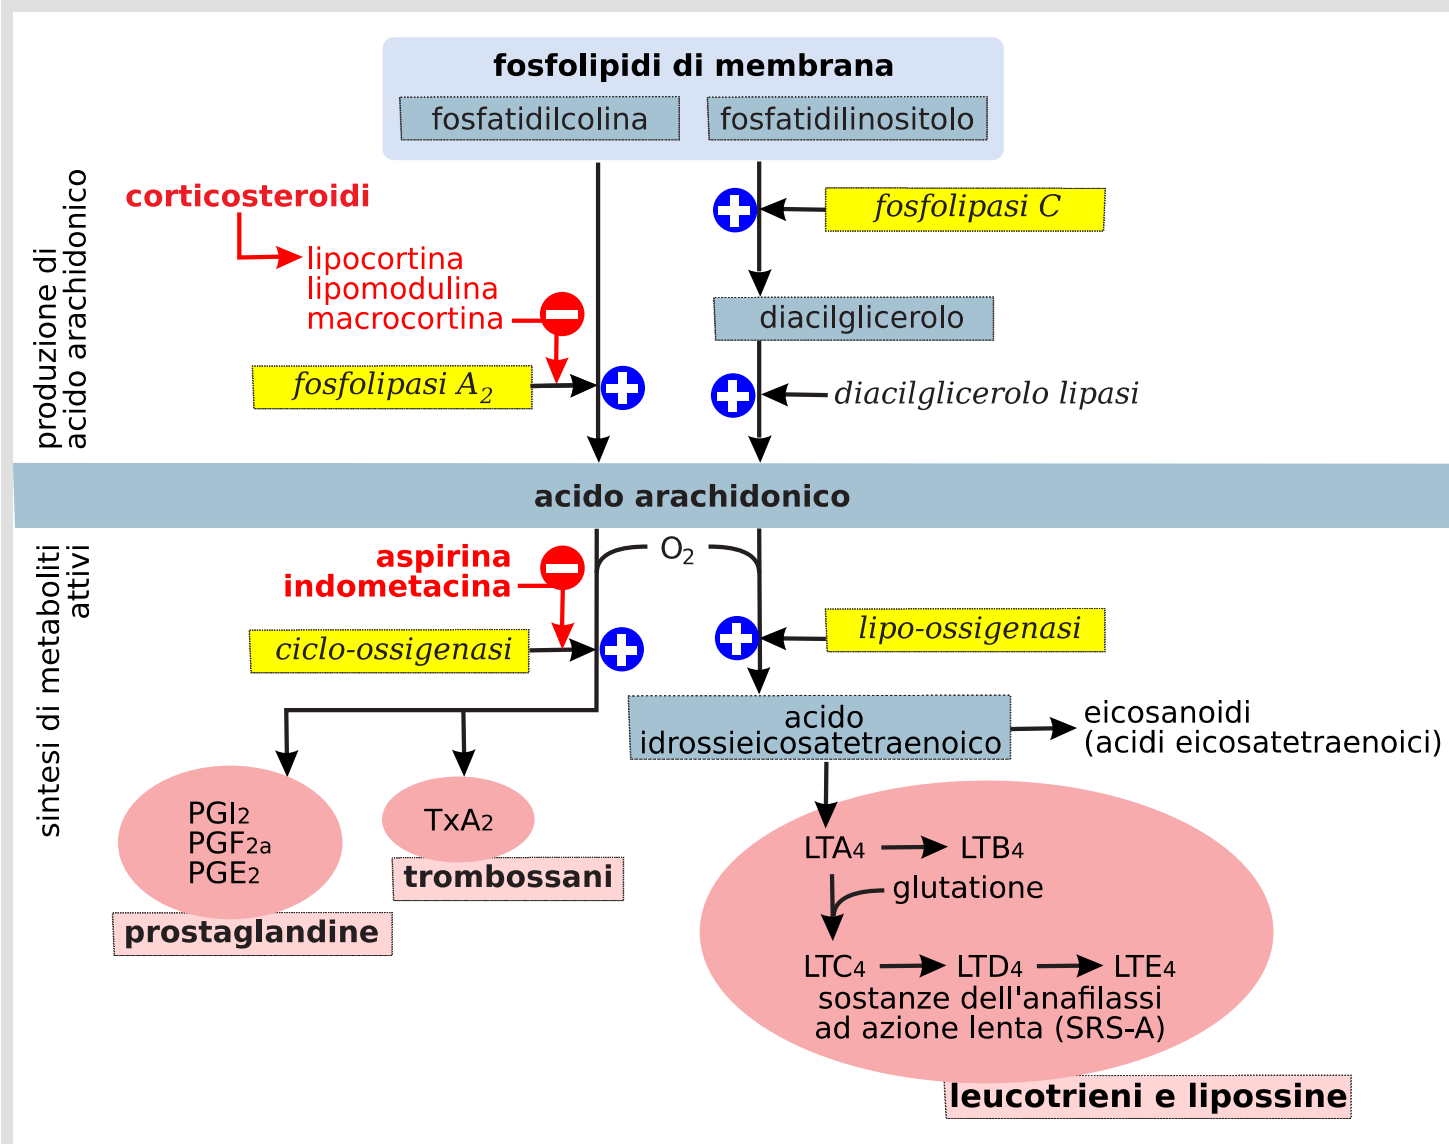 fosfolipidi di membrana
fosfatidilcolina
fosfatidilinositolo
produzione di
acido arachidonico
corticosteroidi
lipocortina
lipomodulina
macrocortina
fosfolipasi C
diacilglicerolo
fosfolipasi A2
diacilglicerolo lipasi
acido arachidonico
sintesi di metaboliti
attivi
aspirina
indometacina
O2
ciclo-ossigenasi
lipo-ossigenasi
acido
idrossieicosatetraenoico
eicosanoidi
(acidi eicosatetraenoici)
PGI2
PGF2a
PGE2
prostaglandine
TxA2
trombossani
LTA4
LTB4
glutatione
LTC4
LTD4
LTE4
sostanze dell'anafilassi
ad azione lenta (SRS-A)
leucotrieni e lipossine